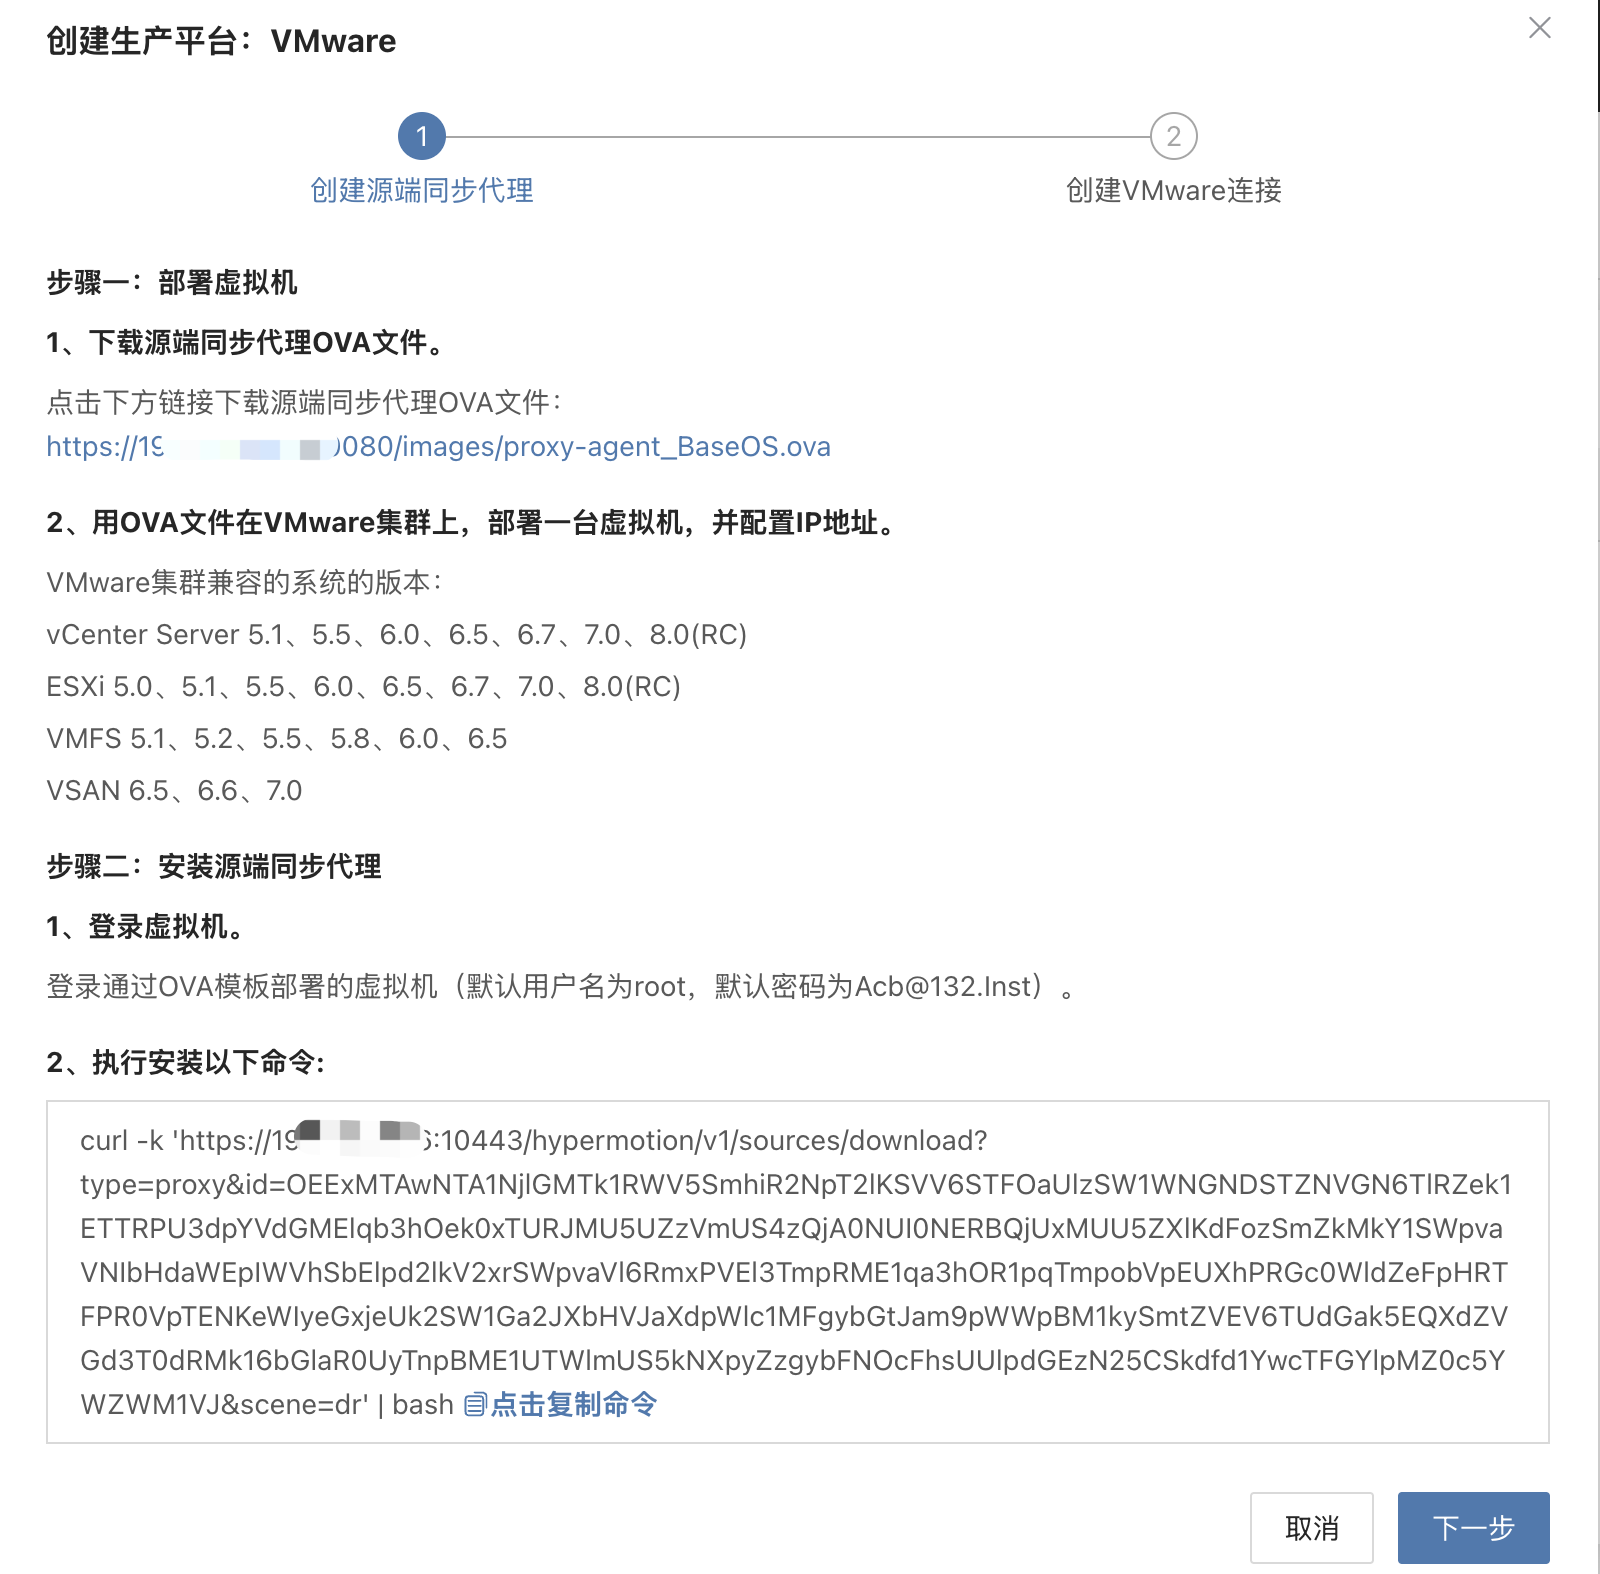 创建生产平台：VMware
1
2
创建源端同步代理
创建VMware连接
步骤一：部署虚拟机
1、下载源端同步代理OVA文件。
点击下方链接下载源端同步代理OVA文件：
https://19 080/images/proxy-agent_BaseOS.ova
2、用OVA文件在VMware集群上，部署一台虚拟机，并配置IP地址。
VMware集群兼容的系统的版本：
vCenter Server 5.1、5.5、6.0、6.5、6.7、7.0、8.0(RC)
ESXi 5.0、5.1、5.5、6.0、6.5、6.7、7.0、8.0(RC)
VMFS 5.1、5.2、5.5、5.8、6.0、6.5
VSAN 6.5、6.6、7.0
步骤二：安装源端同步代理
1、登录虚拟机。
登录通过OVA模板部署的虚拟机（默认用户名为root，默认密码为Acb@132.Inst）。
2、执行安装以下命令:
curl -k 'https://19 :10443/hypermotion/v1/sources/download?
type=proxy&id=OEExMTAwNTA1NjlGMTk1RWV5SmhiR2NpT2lKSVV6STFOaUlzSW1WNGNDSTZNVGN6TlRZek1
ETTRPU3dpYVdGMElqb3hOek0xTURJMU5UZzVmUS4zQjA0NUI0NERBQjUxMUU5ZXlKdFozSmZkMkY1SWpva
VNIbHdaWEpIWVhSbElpd2lkV2xrSWpvaVl6RmxPVEl3TmpRME1qa3hOR1pqTmpobVpEUXhPRGc0WldZeFpHRT
FPR0VpTENKeWIyeGxjeUk2SW1Ga2JXbHVJaXdpWlc1MFgybGtJam9pWWpBM1kySmtZVEV6TUdGak5EQXdZV
Gd3T0dRMk16bGlaR0UyTnpBME1UTWlmUS5kNXpyZzgybFNOcFhsUUlpdGEzN25CSkdfd1YwcTFGYlpMZ0c5Y
WZWM1VJ&scene=dr' | bash 点击复制命令
取消
下一步